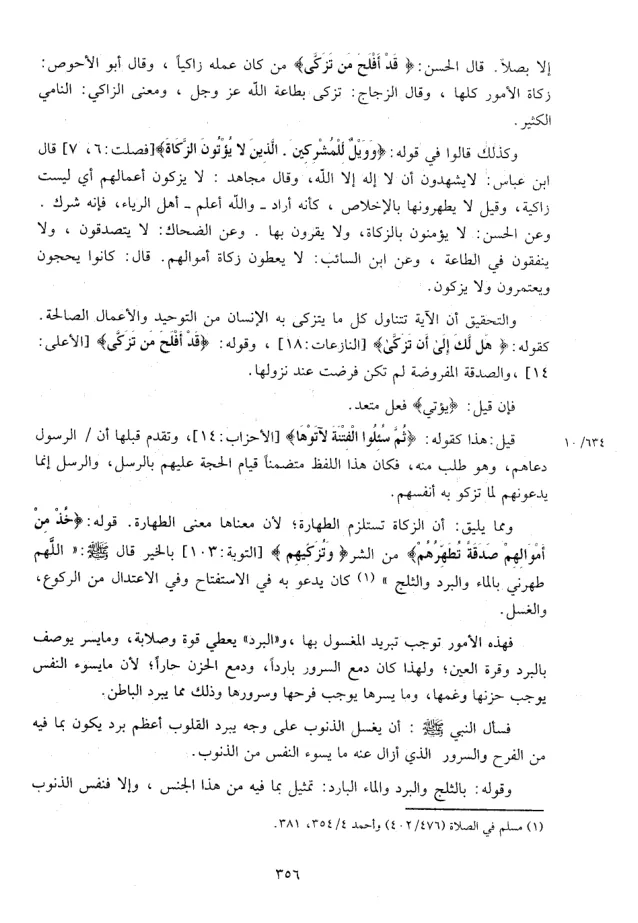 إلا بصلاً. قال الحسن: ﴿ قَدْ أَفْلَحَ مَن تَزَكَّى﴾ من كان عمله زاكياً ، وقال أبو الأحوص:
زكاة الأمور كلها ، وقال الزجاج: تزكى بطاعة الله عز وجل ، ومعنى الزاكي: النامي
الكثير.
وكذلك قالوا في قوله: ﴿وَوَيْلٌ لِّلْمُشْرِكِين . الَّذِينَ لا يُؤْتُونَ الزَّكَاةَ﴾[فصلت:٦، ٧] قال
ابن عباس: لايشهدون أن لا إله إلا الله، وقال مجاهد : لا يزكون أعمالهم أي ليست
زاكية، وقيل لا يطهرونها بالإخلاص ، كأنه أراد ـ والله أعلم ـ أهل الرياء، فإنه شرك .
وعن الحسن: لا يؤمنون بالزكاة، ولا يقرون بها . وعن الضحاك: لا يتصدقون ، ولا
ينفقون في الطاعة ، وعن ابن السائب: لا يعطون زكاة أموالهم. قال: كانوا يحجون
ويعتمرون ولا يزكون.
والتحقيق أن الآية تتناول كل ما يتزكى به الإنسان من التوحيد والأعمال الصالحة.
كقوله: ﴿ هَل لَّكَ إِلَىٰ أَن تَزَكَّىٰ﴾ [النازعات:١٨] ، وقوله: ﴿قَدْ أَفْلَحَ مَن تَزَكَّى﴾ [الأعلى:
١٤] ،والصدقة المفروضة لم تكن فرضت عند نزولها.
فإن قيل: ﴿يؤتي﴾ فعل متعد.
قيل: هذا كقوله: ﴿ثُمَّ سُئِلُوا الْفِتْنَةَ لآتَوْهَا﴾ [الأحزاب:١٤]، وتقدم قبلها أن / الرسول
١٠/٦٣٤
دعاهم، وهو طلب منه، فكان هذا اللفظ متضمناً قيام الحجة عليهم بالرسل، والرسل إنما
يدعونهم لما تزكو به أنفسهم.
ومما يليق: أن الزكاة تستلزم الطهارة؛ لأن معناها معنى الطهارة. قوله: ﴿خُذْ مِنْ
أَمْوَالِهِمْ صَدَقَةً تُطَهِّرُهُمْ﴾ من الشر﴿ وَتُزَكِّيهِم ﴾ [التوبة:١٠٣] بالخير قال ﷺ:« اللَّهم
طهرني بالماء والبرد والثلج » (١) كان يدعو به في الاستفتاح وفي الاعتدال من الركوع،
والغسل.
فهذه الأمور توجب تبريد المغسول بها ،و«البرد» يعطي قوة وصلابة، ومايسر يوصف
بالبرد وقرة العين؛ ولهذا كان دمع السرور بارداً، ودمع الحزن حاراً؛ لأن مايسوء النفس
يوجب حزنها وغمها، وما يسرها يوجب فرحها وسرورها وذلك مما يبرد الباطن.
فسأل النبي ﷺ : أن يغسل الذنوب على وجه يبرد القلوب أعظم برد يكون بما فيه
من الفرح والسرور الذي أزال عنه ما يسوء النفس من الذنوب.
وقوله: بالثلج والبرد والماء البارد: تمثيل بما فيه من هذا الجنس ، وإلا فنفس الذنوب
(١) مسلم في الصلاة (٤٠٢/٤٧٦) وأحمد ٤/ ٣٥٤، ٣٨١.
٣٥٦